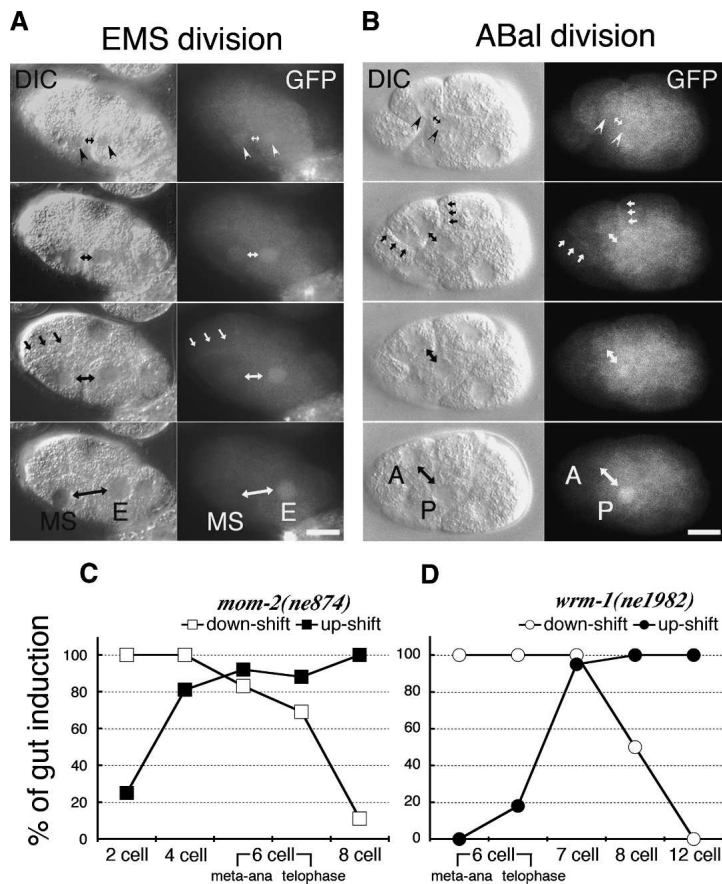 A
EMS division
B
ABal division
DIC
GFP
DIC
GFP
MS
E
MS
E
A
P
A
P
C
mom-2(ne874)
down-shift
up-shift
D
wrm-1(ne1982)
down-shift
up-shift
% of gut induction
100
80
60
40
20
0
2 cell
4 cell
6 cell
8 cell
meta-ana
telophase
100
80
60
40
20
0
6 cell
7 cell
8 cell
12 cell
meta-ana
telophase